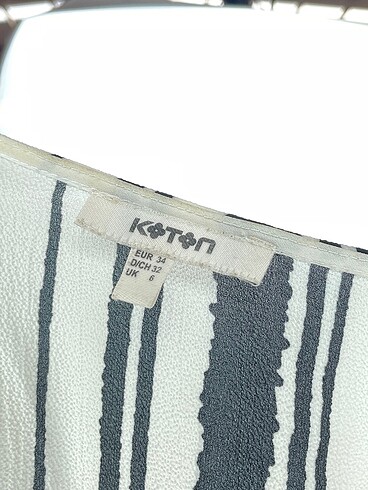 KOTON
EUR 34
D/CH 32
UK 6